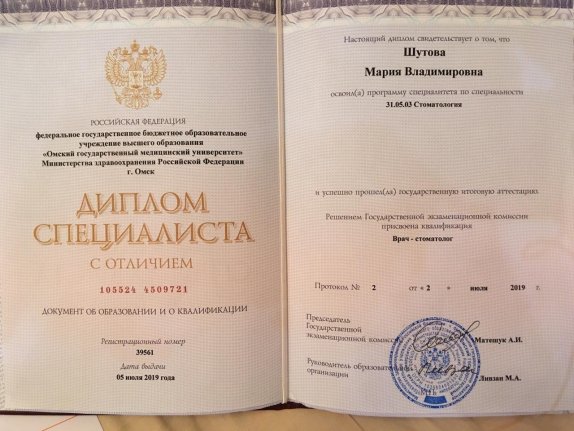 РОССИЙСКАЯ ФЕДЕРАЦИЯ
федеральное государственное бюджетное образовательное
учреждение высшего образования
«Омский государственный медицинский университет»
Министерства здравоохранения Российской Федерации
г. Омск
ДИПЛОМ
СПЕЦИАЛИСТА
С ОТЛИЧИЕМ
105524 4509721
ДОКУМЕНТ ОБ ОБРАЗОВАНИИ И О КВАЛИФИКАЦИИ
Регистрационный номер
39561
Дата выдачи
05 июля 2019 года
Настоящий диплом свидетельствует о том, что
Шутова
Мария Владимировна
освоил(а) программу специалитета по специальности
31.05.03 Стоматология
и успешно прошел(ла) государственную итоговую аттестацию.
Решением Государственной экзаменационной комиссии
присвоена квалификация
Врач - стоматолог
Протокол № 2 от « 2 » июля 2019 г.
Председатель
Государственной
экзаменационной комиссии
Матешук А.И.
Руководитель образовательной
организации
Ливзан М.А.